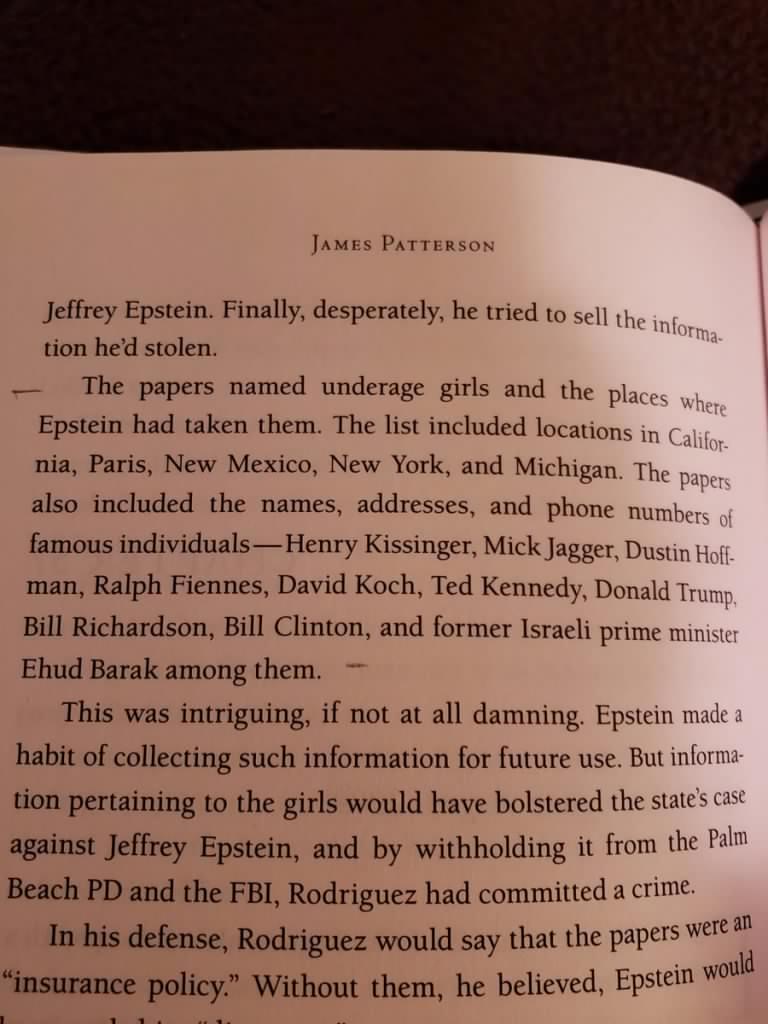 JAMES PATTERSON
Jeffrey Epstein. Finally, desperately, he tried to sell the informa-
tion he'd stolen.
The papers named underage girls and the places where
Epstein had taken them. The list included locations in Califor-
nia, Paris, New Mexico, New York, and Michigan. The papers
also included the names, addresses, and phone numbers of
famous individuals—Henry Kissinger, Mick Jagger, Dustin Hoff-
man, Ralph Fiennes, David Koch, Ted Kennedy, Donald Trump,
Bill Richardson, Bill Clinton, and former Israeli prime minister
Ehud Barak among them.
This was intriguing, if not at all damning. Epstein made a
habit of collecting such information for future use. But informa-
tion pertaining to the girls would have bolstered the state's case
against Jeffrey Epstein, and by withholding it from the Palm
Beach PD and the FBI, Rodriguez had committed a crime.
In his defense, Rodriguez would say that the papers were an
“insurance policy.” Without them, he believed, Epstein would